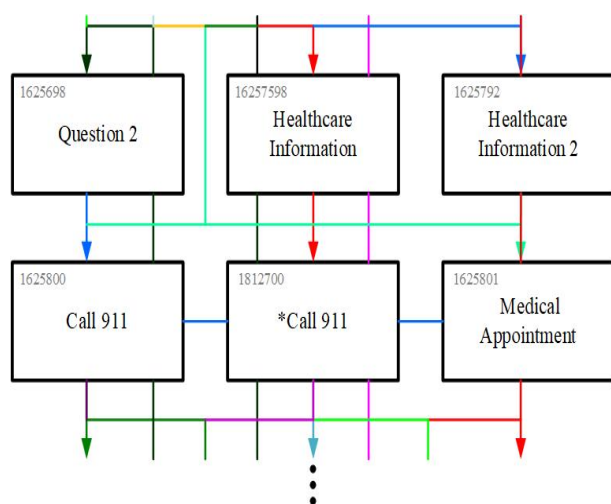 1625698
Question 2
16257598
Healthcare
Information
1625792
Healthcare
Information 2
1625800
Call 911
1812700
*Call 911
1625801
Medical
Appointment